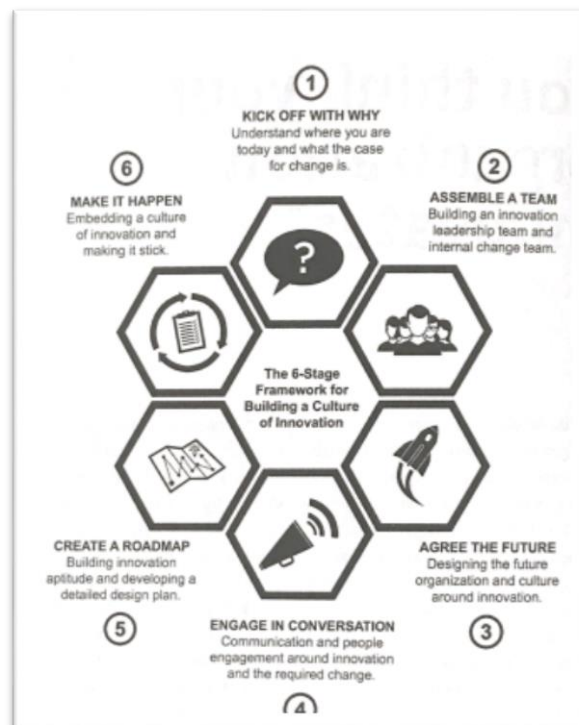 1
KICK OFF WITH WHY
Understand where you are
today and what the case
for change is.
2
ASSEMBLE A TEAM
Building an innovation
leadership team and
internal change team.
6
MAKE IT HAPPEN
Embedding a culture
of innovation and
making it stick.
?
The 6-Stage
Framework for
Building a Culture
of Innovation
CREATE A ROADMAP
Building innovation
aptitude and developing a
detailed design plan.
5
AGREE THE FUTURE
Designing the future
organization and culture
around innovation.
3
ENGAGE IN CONVERSATION
Communication and people
engagement around innovation
and the required change.
4